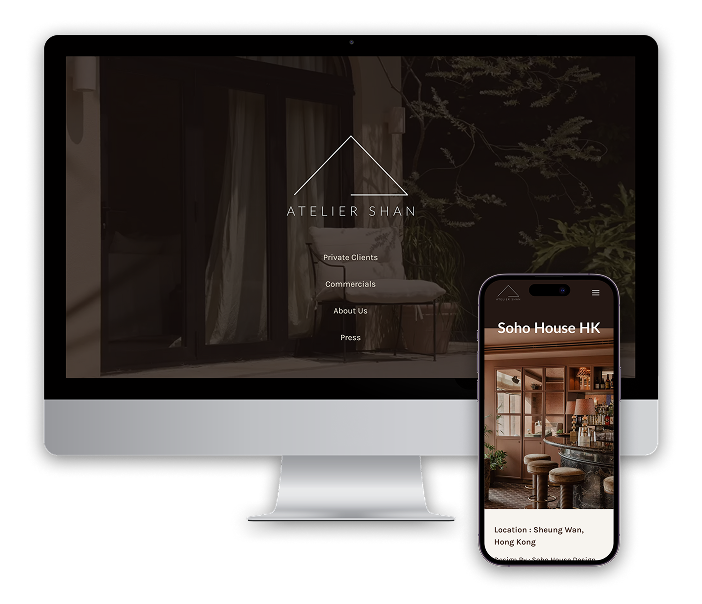 ATELIER SHAN
Private Clients
Commercials
About Us
Press
ATELIER SHAN
Soho House HK
Location : Sheung Wan,
Hong Kong
Design By : Soho House Design